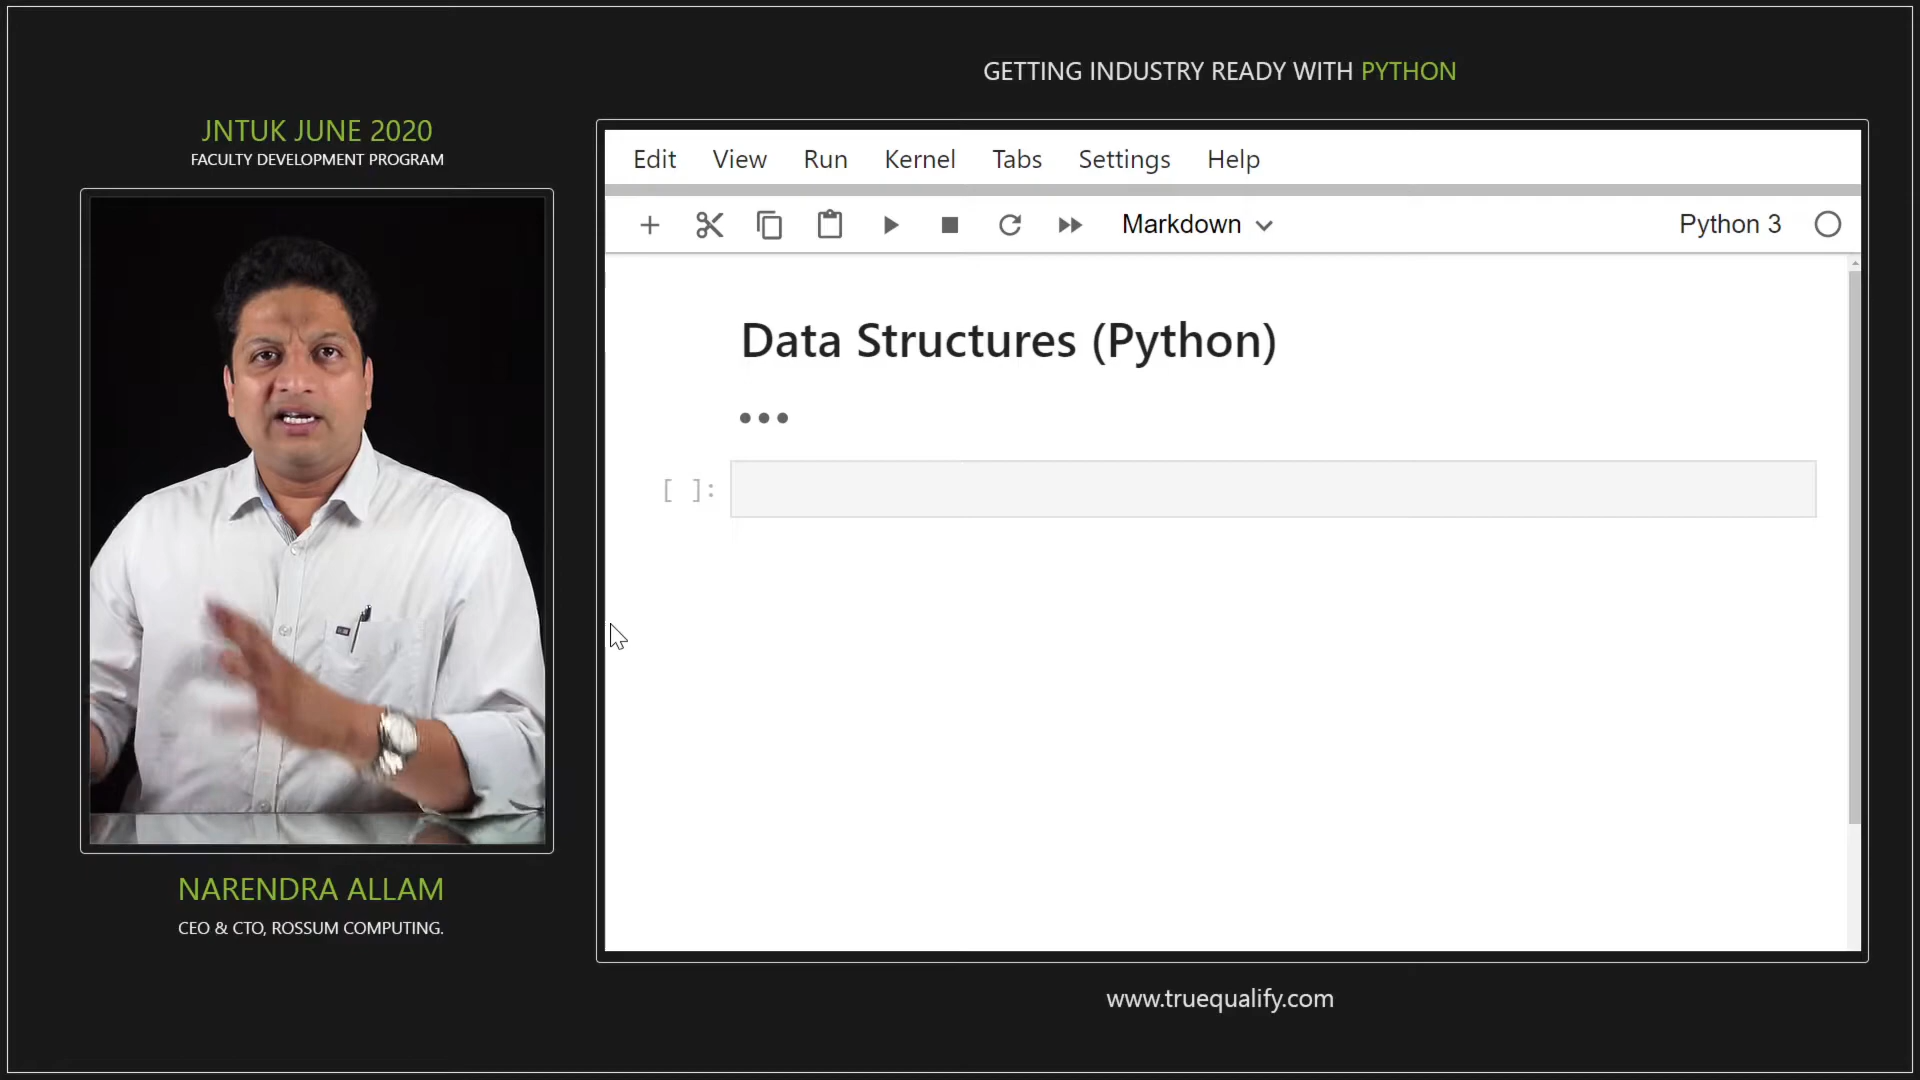 GETTING INDUSTRY READY WITH PYTHON
JNTUK JUNE 2020
FACULTY DEVELOPMENT PROGRAM
Edit View Run Kernel Tabs Settings Help
Markdown Python 3
Data Structures (Python)
[ ]:
NARENDRA ALLAM
CEO & CTO, ROSSUM COMPUTING.
www.truequalify.com